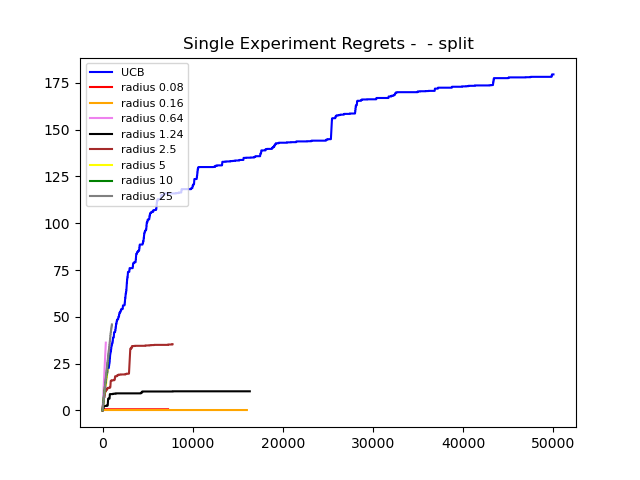 Single Experiment Regrets -  - split
UCB
radius 0.08
radius 0.16
radius 0.64
radius 1.24
radius 2.5
radius 5
radius 10
radius 25
175
150
125
100
75
50
25
0
0 10000 20000 30000 40000 50000